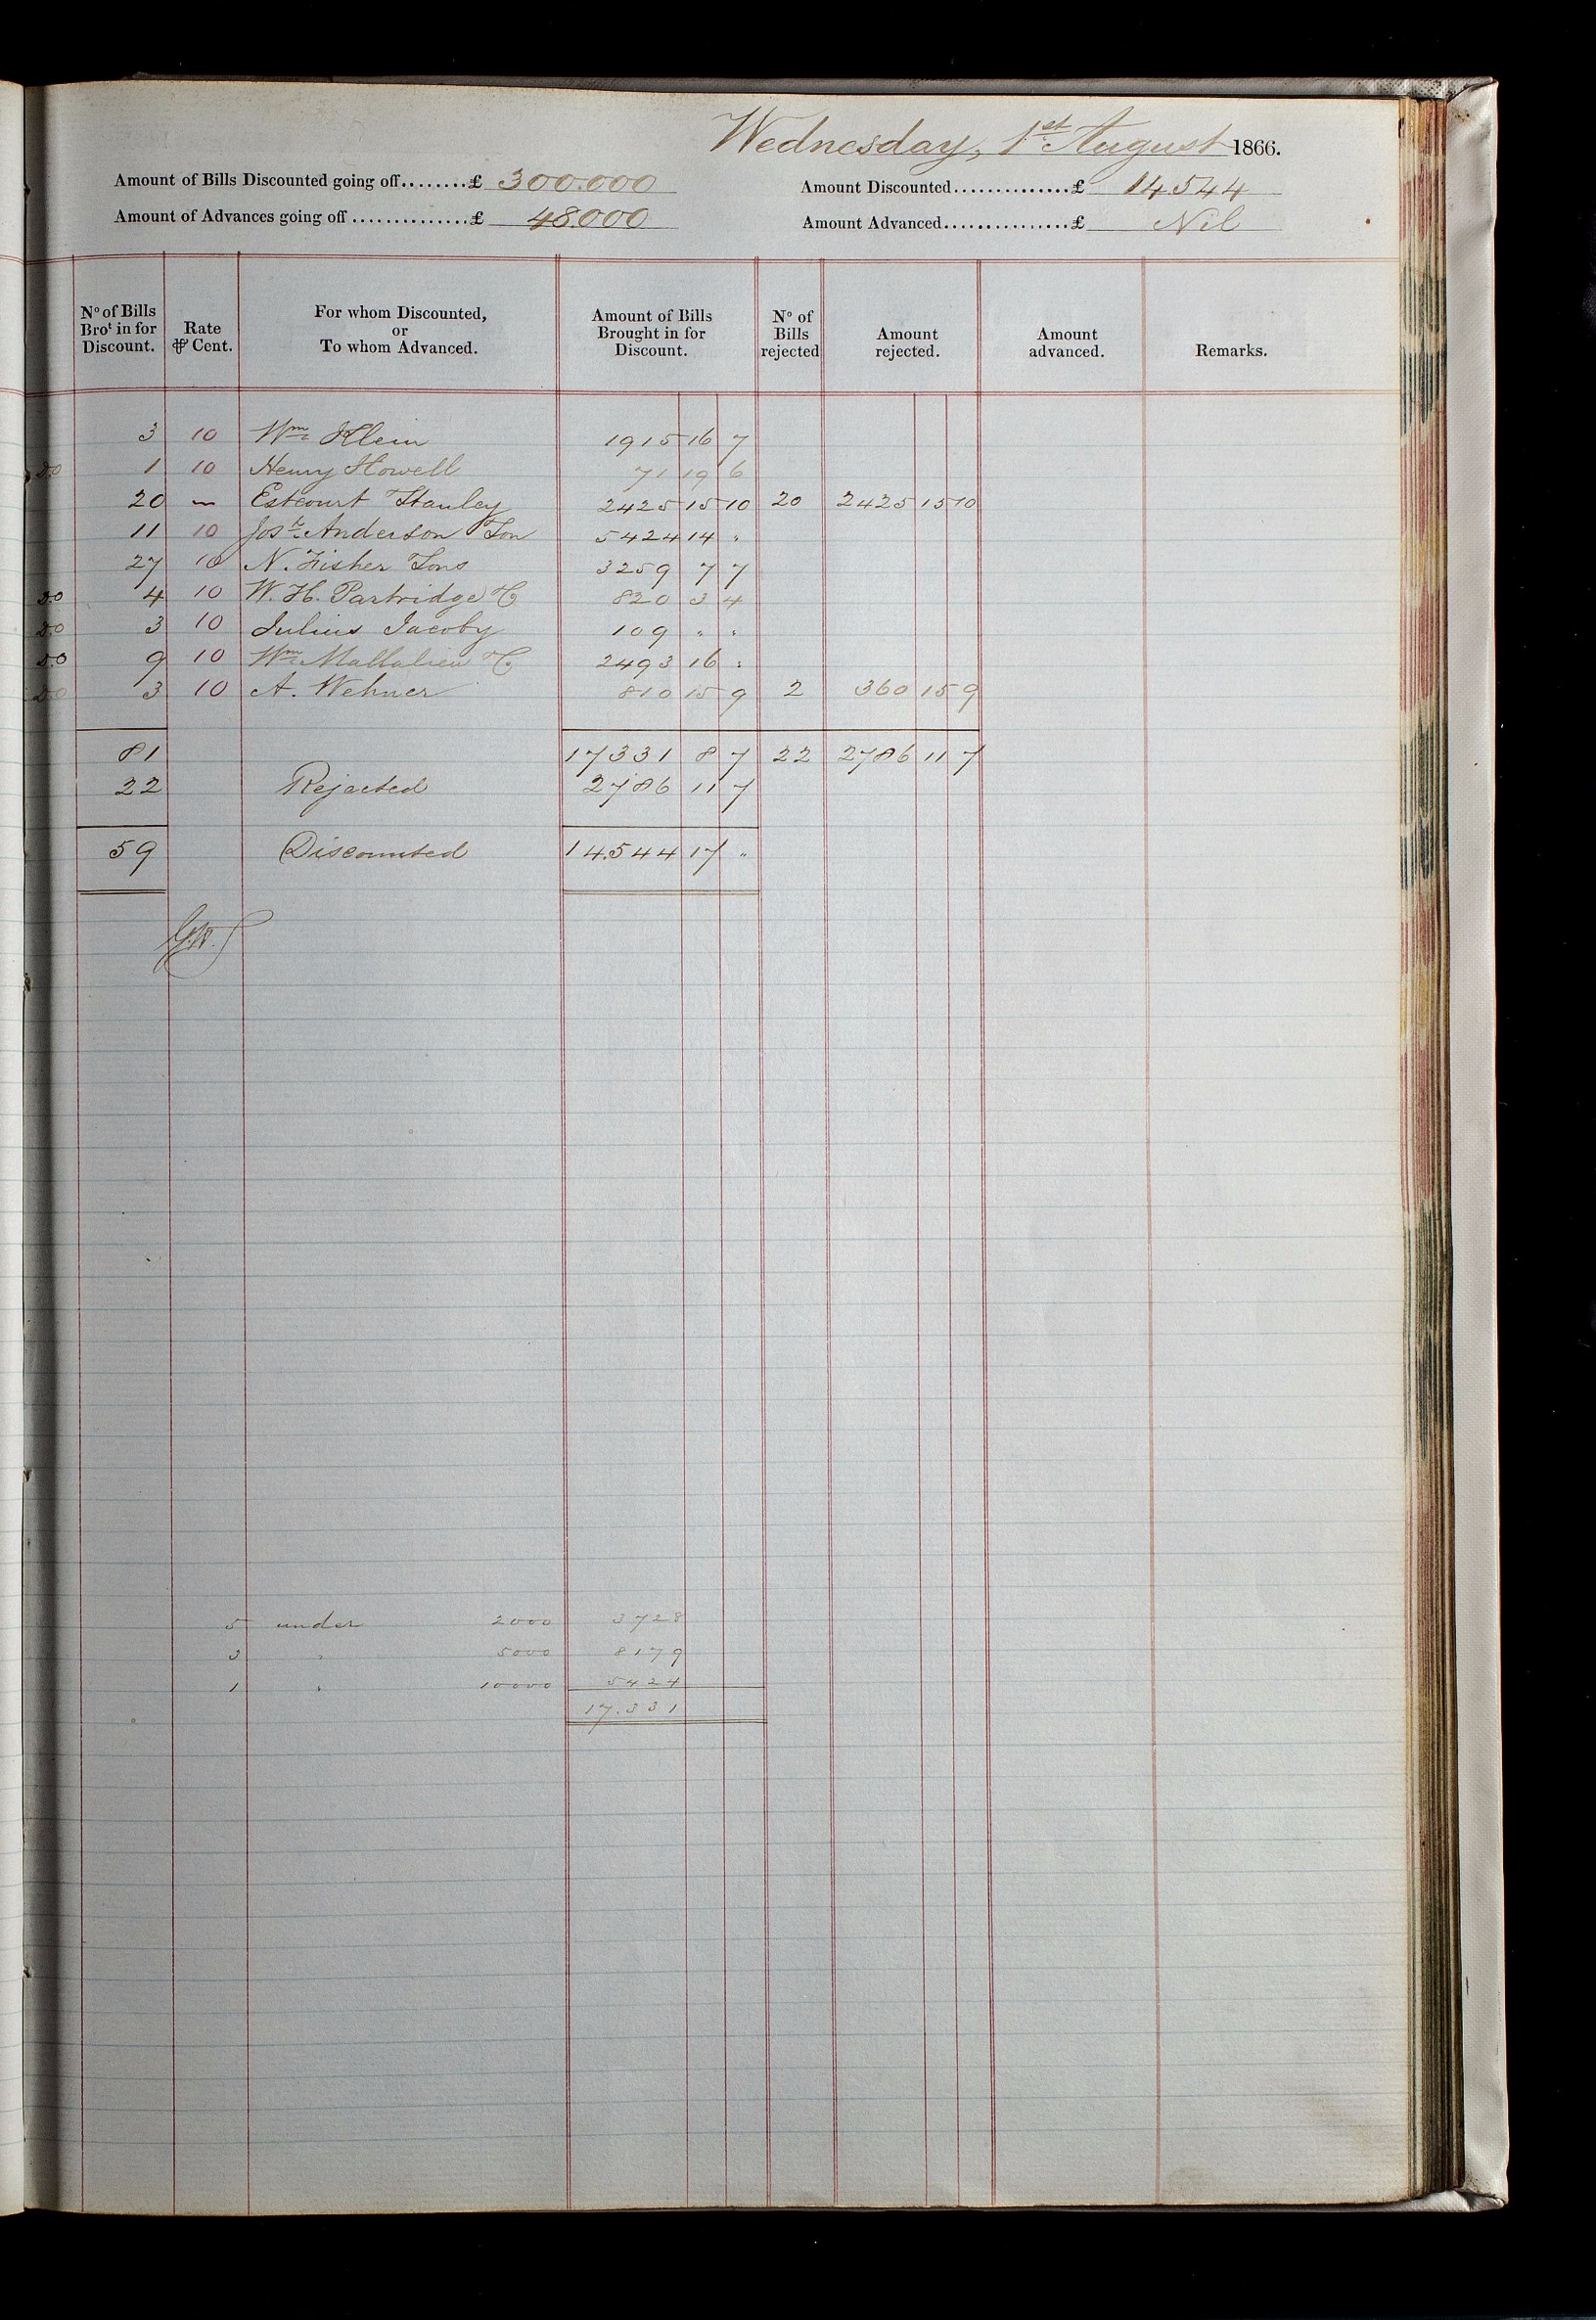 Wednesday, 1st August 1866.
Amount of Bills Discounted going off........£ 300.000
Amount Discounted..............£ 14544
Amount of Advances going off..............£ 48.000
Amount Advanced...............£ Nil
No of Bills Brot in for Discount. Rate ⅌ Cent. For whom Discounted, or To whom Advanced. Amount of Bills Brought in for Discount. No of Bills rejected Amount rejected. Amount advanced. Remarks.
3 10 Wm Klein 1915 16 7
Do 1 10 Henry Howell 71 19 6
20 ~ Estcourt Stanley 2425 15 10 20 2425 15 10
11 10 Josh Anderson Son 5424 14 "
27 10 N. Fisher Sons 3259 7 7
Do 4 10 W. H. Partridge & Co 820 3 4
Do 3 10 Julius Jacoby 109 " "
Do 9 10 Wm Mallalieu & Co 2493 16 "
Do 3 10 A. Wehner 810 15 9 2 360 15 9
81 17331 8 7 22 2786 11 7
22 Rejected 2786 11 7
59 Discounted 14.544 17 "
5 under 2000 3728
3 " 5000 8179
1 " 10000 5424
17.331